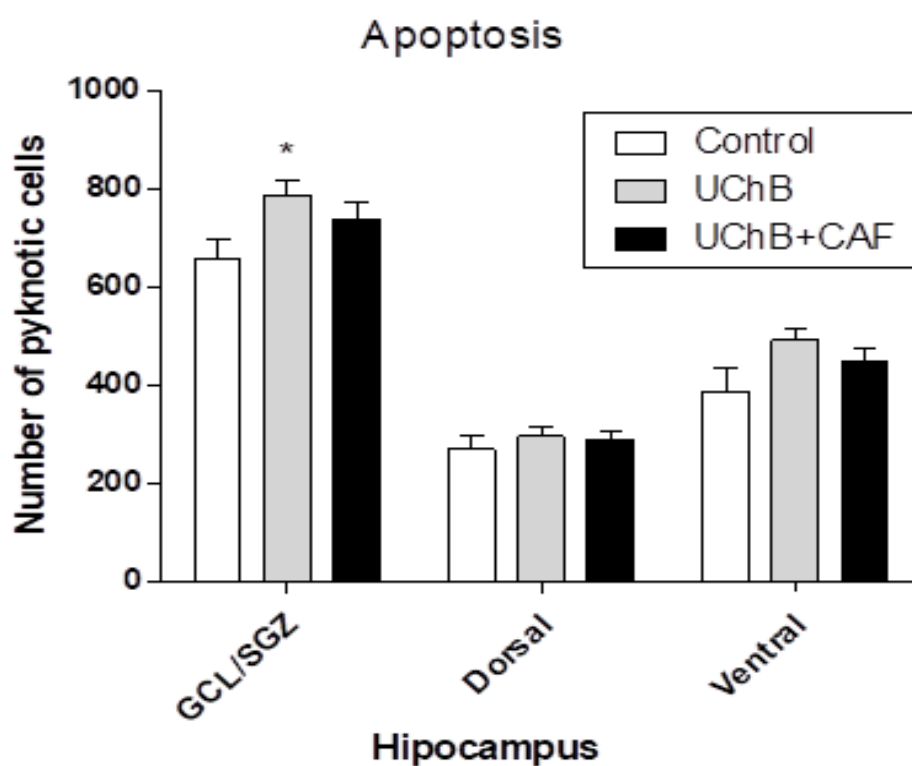 Apoptosis
Number of pyknotic cells
1000
800
600
400
200
0
*
Control
UChB
UChB+CAF
GCL/SGZ
Dorsal
Ventral
Hipocampus